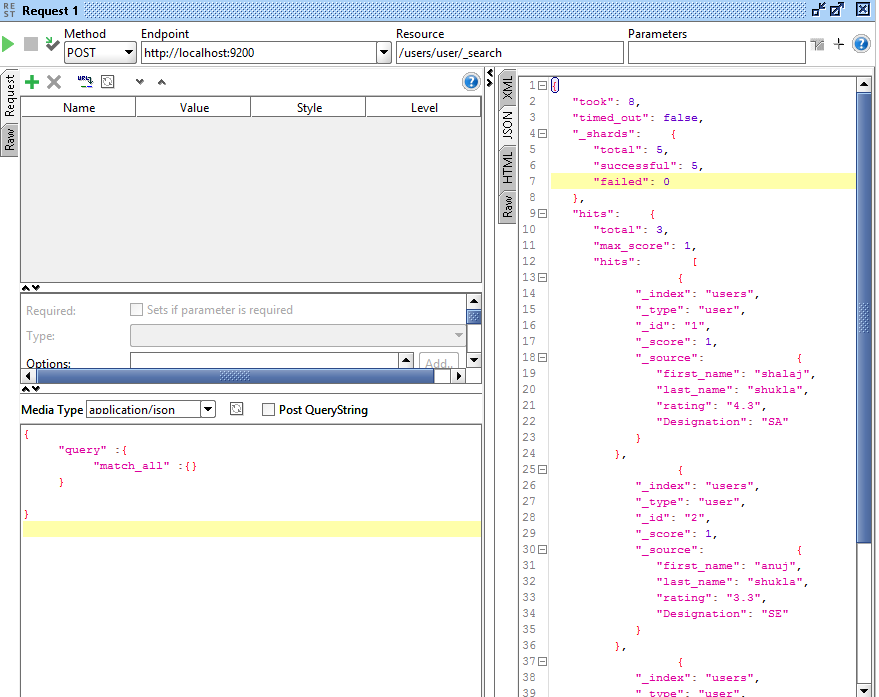 RE
ST
Request 1
Method
Endpoint
Resource
Parameters
POST
http://localhost:9200
/users/user/_search
Request
Raw
URL
Name
Value
Style
Level
Required:
Sets if parameter is required
Type:
Options:
Add..
Media Type
application/json
Post QueryString
{
"query" :{
"match_all" :{}
}
}
XML
JSON
HTML
Raw
1 {
2 "took": 8,
3 "timed_out": false,
4 "_shards": {
5 "total": 5,
6 "successful": 5,
7 "failed": 0
8 },
9 "hits": {
10 "total": 3,
11 "max_score": 1,
12 "hits": [
13 {
14 "_index": "users",
15 "_type": "user",
16 "_id": "1",
17 "_score": 1,
18 "_source": {
19 "first_name": "shalaj",
20 "last_name": "shukla",
21 "rating": "4.3",
22 "Designation": "SA"
23 }
24 },
25 {
26 "_index": "users",
27 "_type": "user",
28 "_id": "2",
29 "_score": 1,
30 "_source": {
31 "first_name": "anuj",
32 "last_name": "shukla",
33 "rating": "3.3",
34 "Designation": "SE"
35 }
36 },
37 {
38 "_index": "users",
39 "_type": "user",